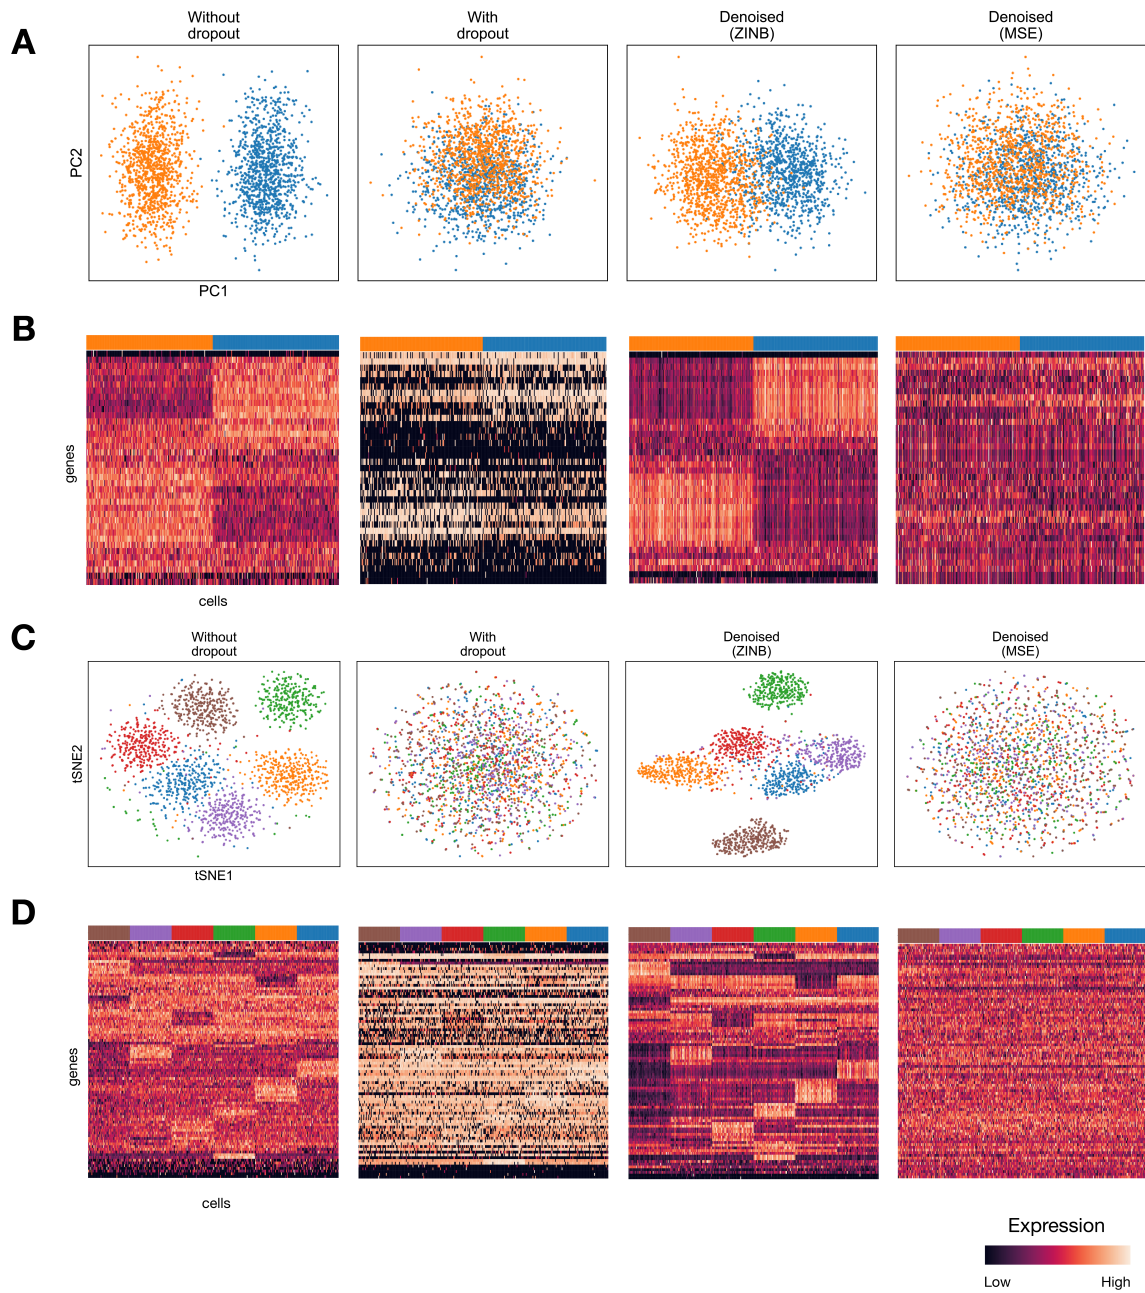 A
Without
dropout
With
dropout
Denoised
(ZINB)
Denoised
(MSE)
PC2
PC1
B
genes
cells
C
Without
dropout
With
dropout
Denoised
(ZINB)
Denoised
(MSE)
tSNE2
tSNE1
D
genes
cells
Expression
Low
High